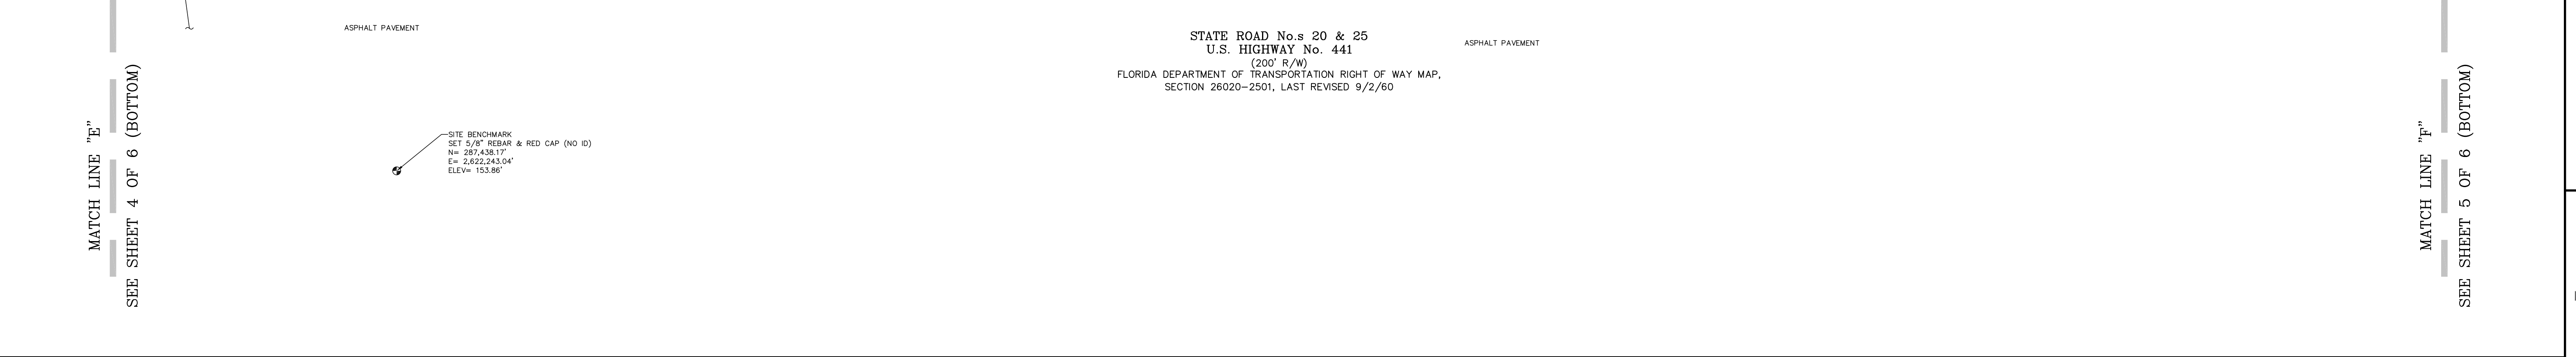 ASPHALT PAVEMENT
STATE ROAD No.s 20 & 25
U.S. HIGHWAY No. 441
(200' R/W)
FLORIDA DEPARTMENT OF TRANSPORTATION RIGHT OF WAY MAP,
SECTION 26020-2501, LAST REVISED 9/2/60
ASPHALT PAVEMENT
MATCH LINE "E"
SEE SHEET 4 OF 6 (BOTTOM)
SITE BENCHMARK
SET 5/8" REBAR & RED CAP (NO ID)
N= 287,438.17'
E= 2,622,243.04'
ELEV= 153.86'
MATCH LINE "F"
SEE SHEET 5 OF 6 (BOTTOM)